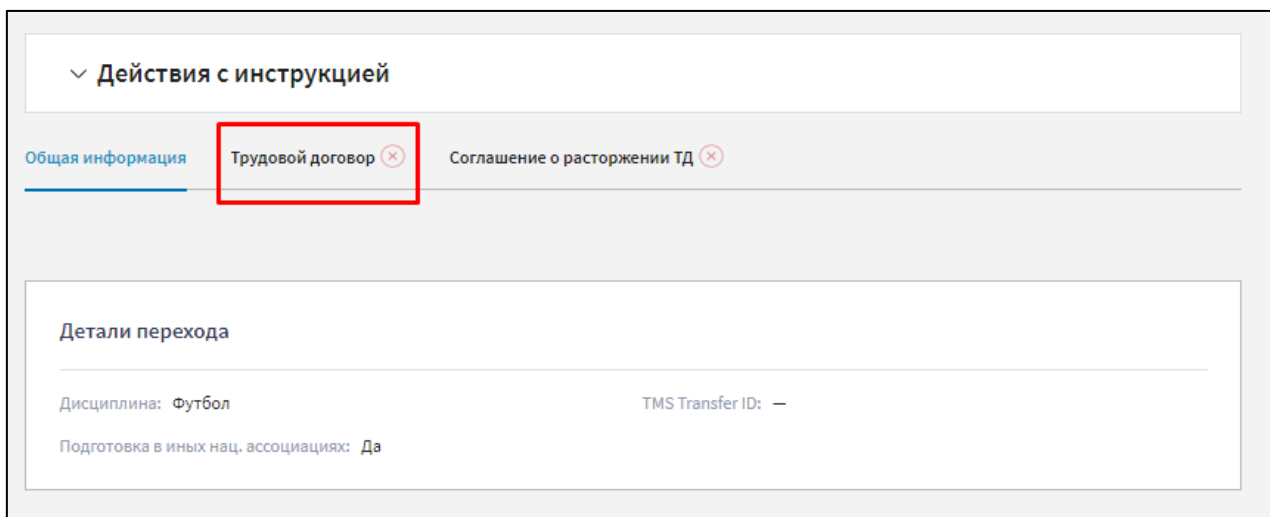 Действия с инструкцией
Общая информация Трудовой договор Соглашение о расторжении ТД
Детали перехода
Дисциплина: Футбол TMS Transfer ID: —
Подготовка в иных нац. ассоциациях: Да